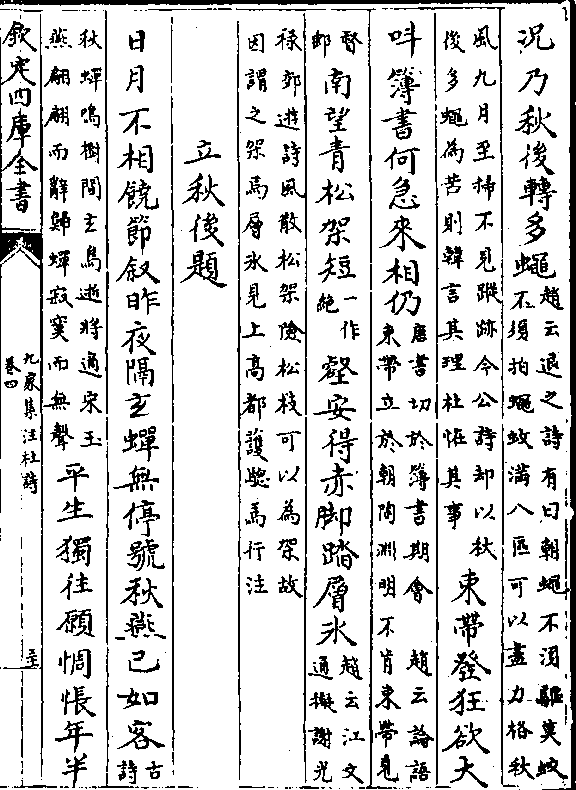 況乃秋後轉多蠅趙云退之詩有曰朝蠅不須驅莫蚊不須拍蠅蚊滿八區可以盡力格秋
風九月至掃不見蹤跡今公詩却以秋後多蠅為苦則韓言其理杜惟其事束帶發狂欲大
叫簿書何急來相仍唐書切於簿書期會趙云論語束帶立於朝陶淵明不肯束帶見
督郵南望青松架短一作絶壑安得赤脚踏層氷趙云江文通擬謝光
祿郊遊詩風散松架險松枝可以為架故因謂之架焉層氷見上高都護驄馬行注
立秋後題
日月不相饒節叙昨夜隔玄蟬無停號秋燕已如客古詩
秋蟬鳴樹間玄鳥逝將適宋玉燕翩翩而辭歸蟬寂寞而無聲平生獨往願惆悵年半
欽定四庫全書
九家集注杜詩
卷四